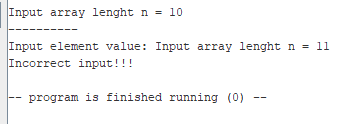 Input array lenght n = 10
----------
Input element value: Input array lenght n = 11
Incorrect input!!!
-- program is finished running (0) --